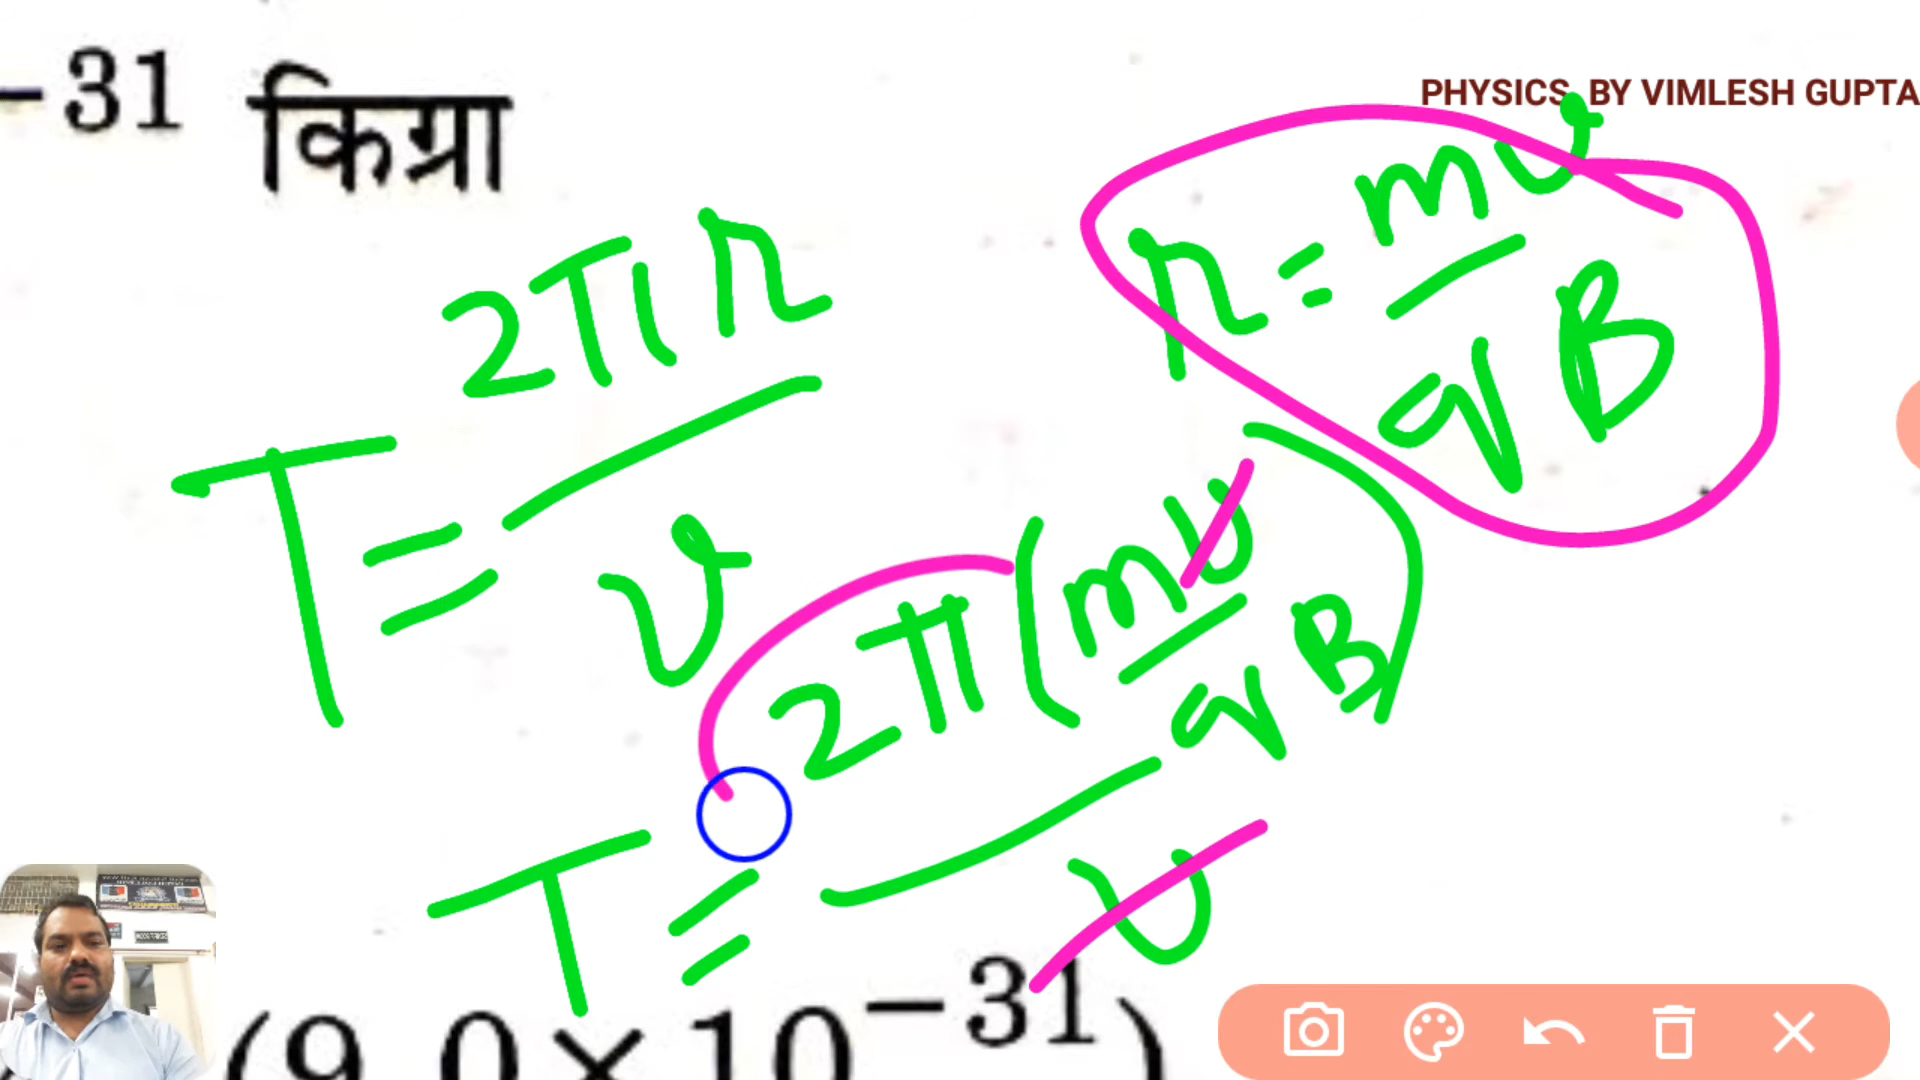 -31 किग्रा
PHYSICS BY VIMLESH GUPTA
r = mv / qB
T = 2πr / v
T = 2π(mv / qB) / v
(9.0×10^-31)